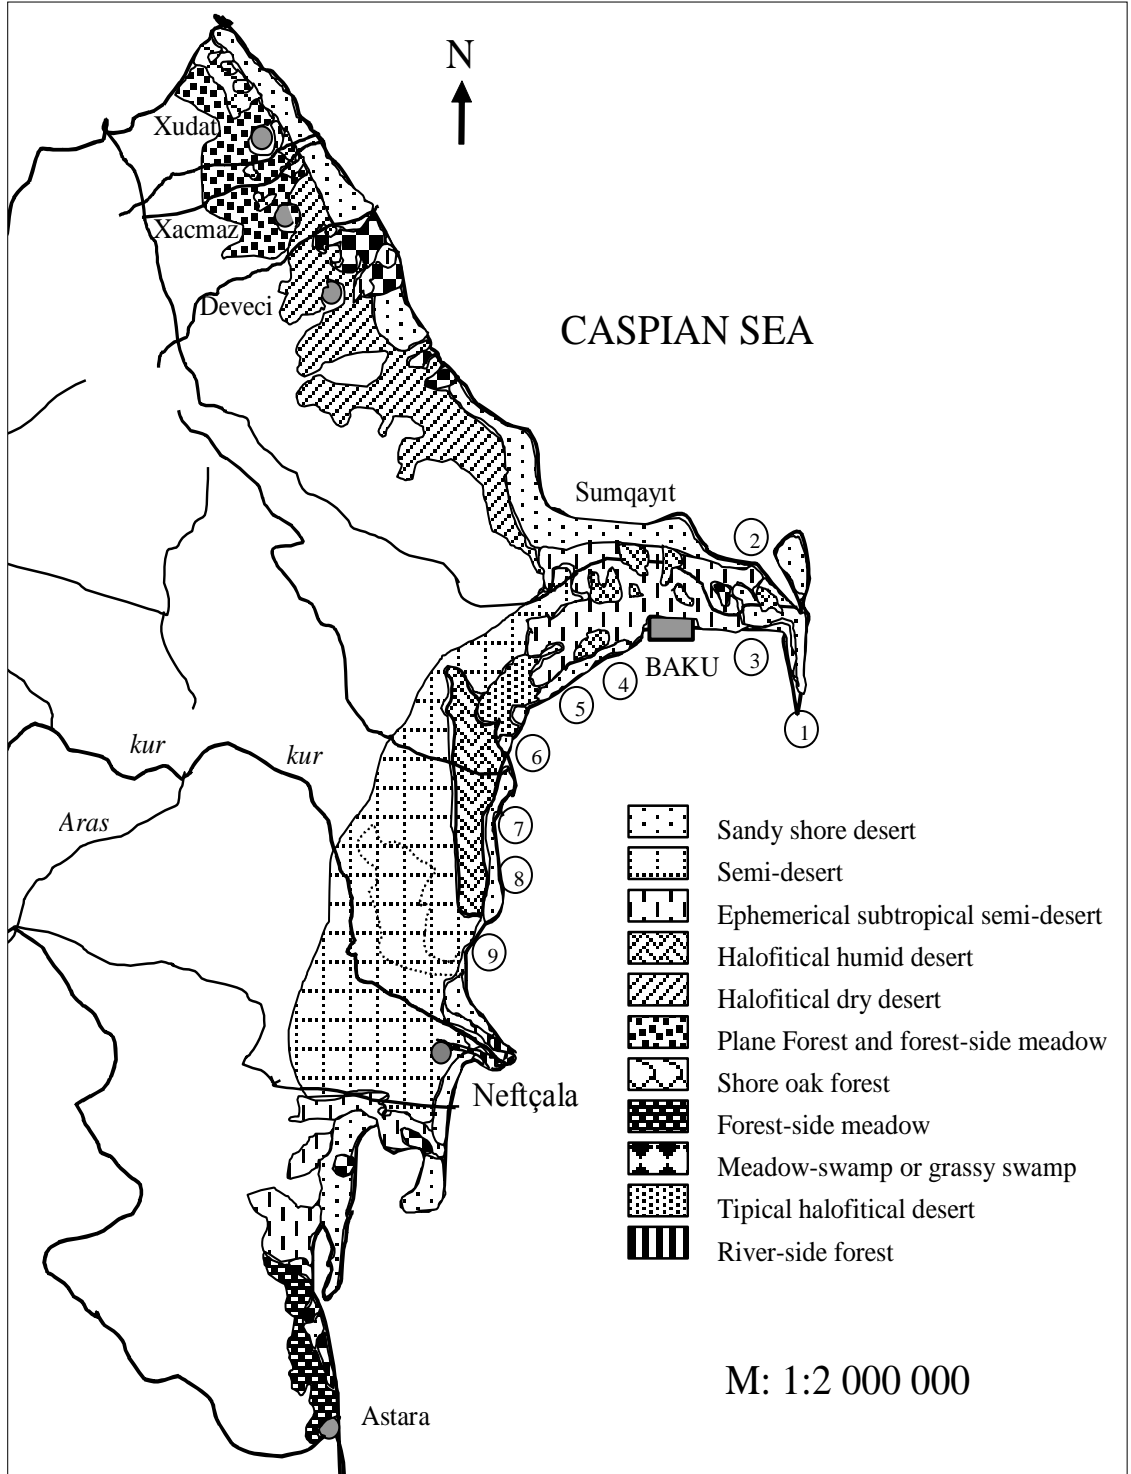 N
Xudat
Xacmaz
Deveci
CASPIAN SEA
Sumqayıt
2
BAKU
3
4
5
1
6
kur
kur
Aras
7
8
9
Neftçala
Astara
Sandy shore desert
Semi-desert
Ephemerical subtropical semi-desert
Halofitical humid desert
Halofitical dry desert
Plane Forest and forest-side meadow
Shore oak forest
Forest-side meadow
Meadow-swamp or grassy swamp
Tipical halofitical desert
River-side forest
M: 1:2 000 000